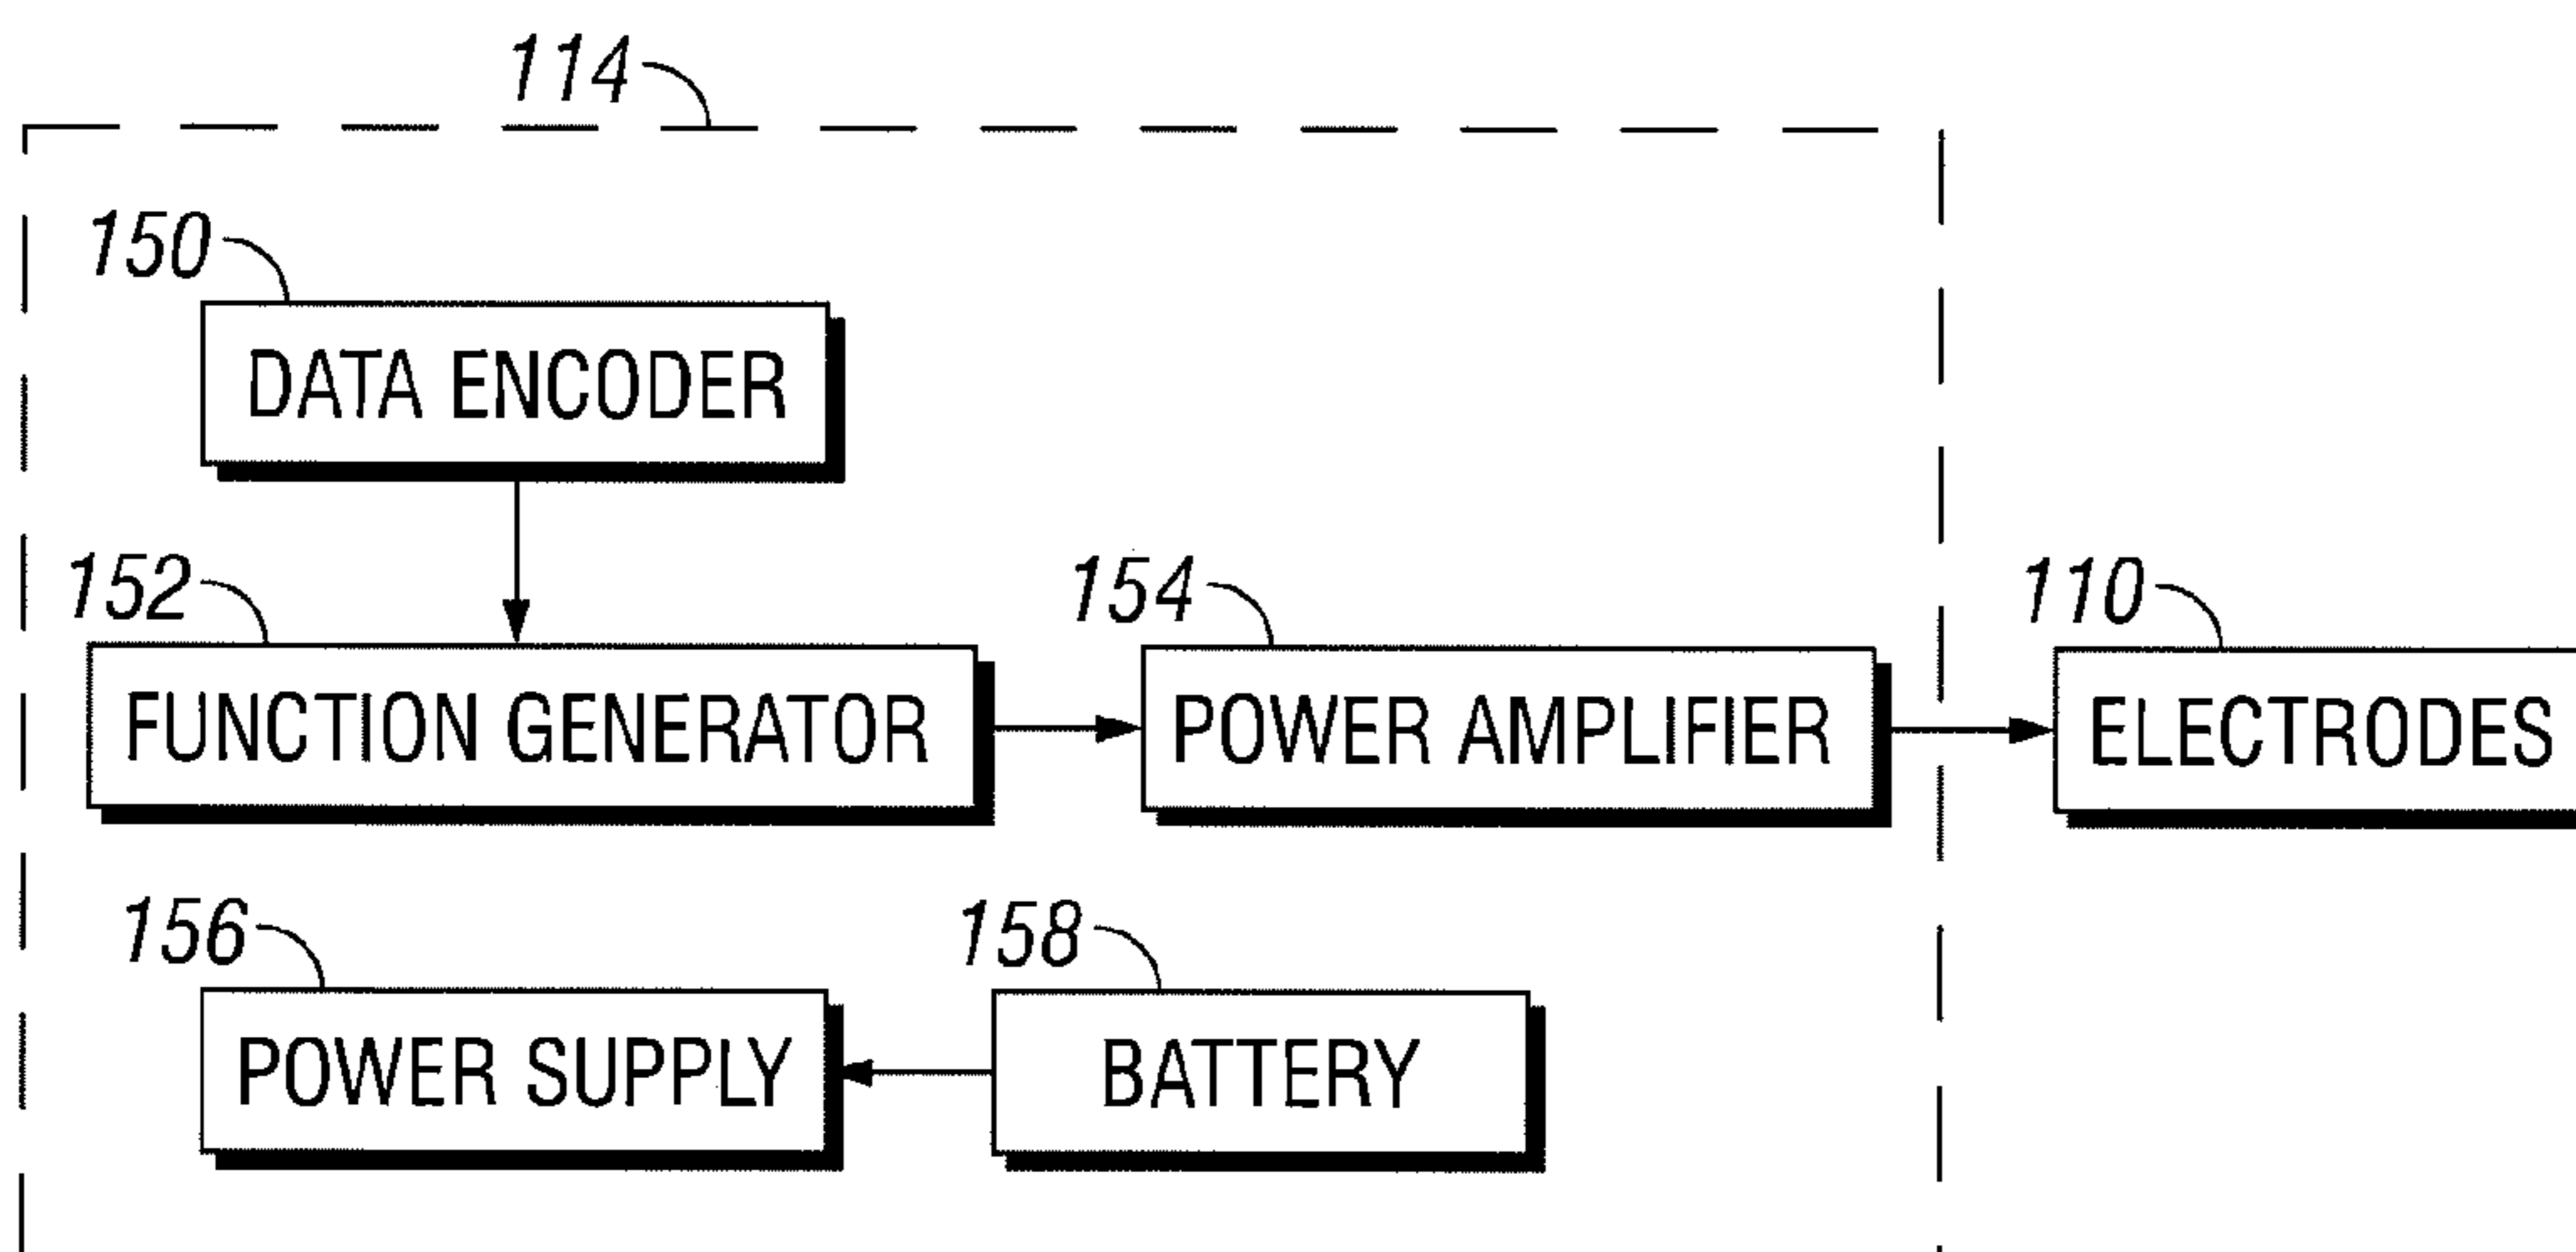 114
150
DATA ENCODER
152
FUNCTION GENERATOR
154
POWER AMPLIFIER
110
ELECTRODES
156
POWER SUPPLY
158
BATTERY